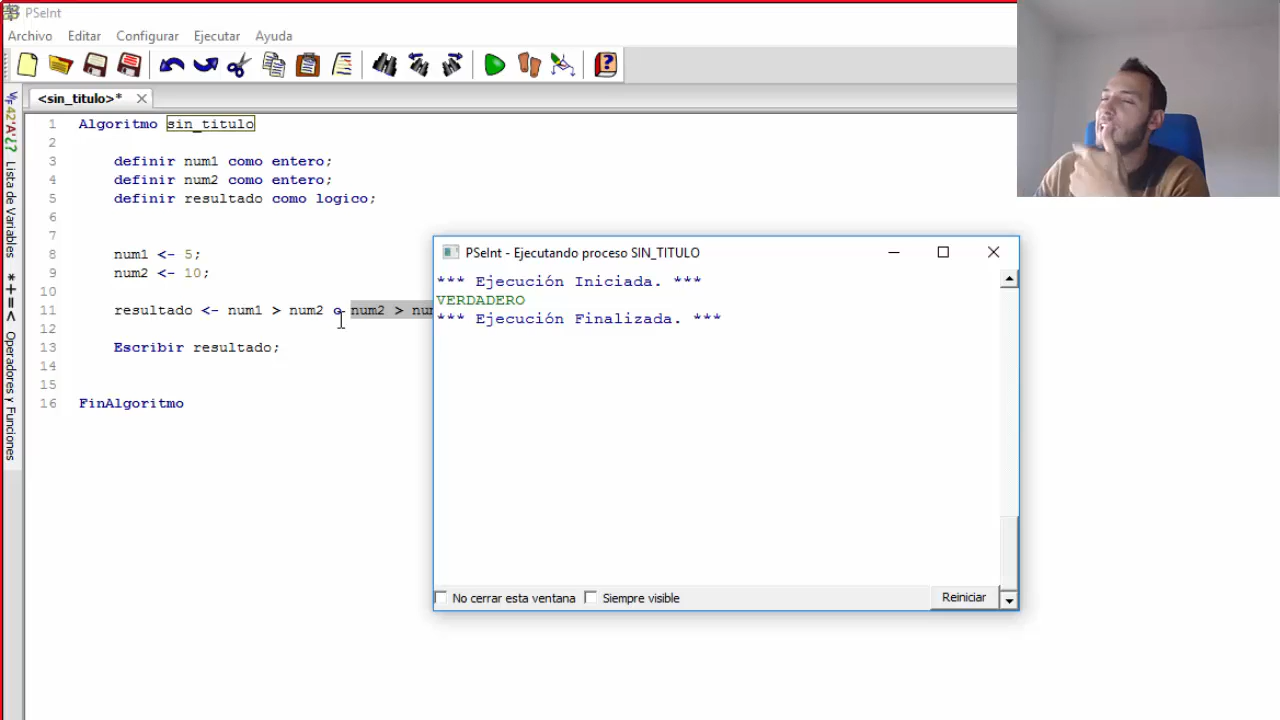 PSeInt
Archivo Editar Configurar Ejecutar Ayuda
<sin_titulo>*
Lista de Variables
Operadores y Funciones
1 Algoritmo sin_titulo
2
3 definir num1 como entero;
4 definir num2 como entero;
5 definir resultado como logico;
6
7
8 num1 <- 5;
9 num2 <- 10;
10
11 resultado <- num1 > num2 o num2 > nu
12
13 Escribir resultado;
14
15
16 FinAlgoritmo
PSeInt - Ejecutando proceso SIN_TITULO
*** Ejecución Iniciada. ***
VERDADERO
*** Ejecución Finalizada. ***
No cerrar esta ventana Siempre visible Reiniciar